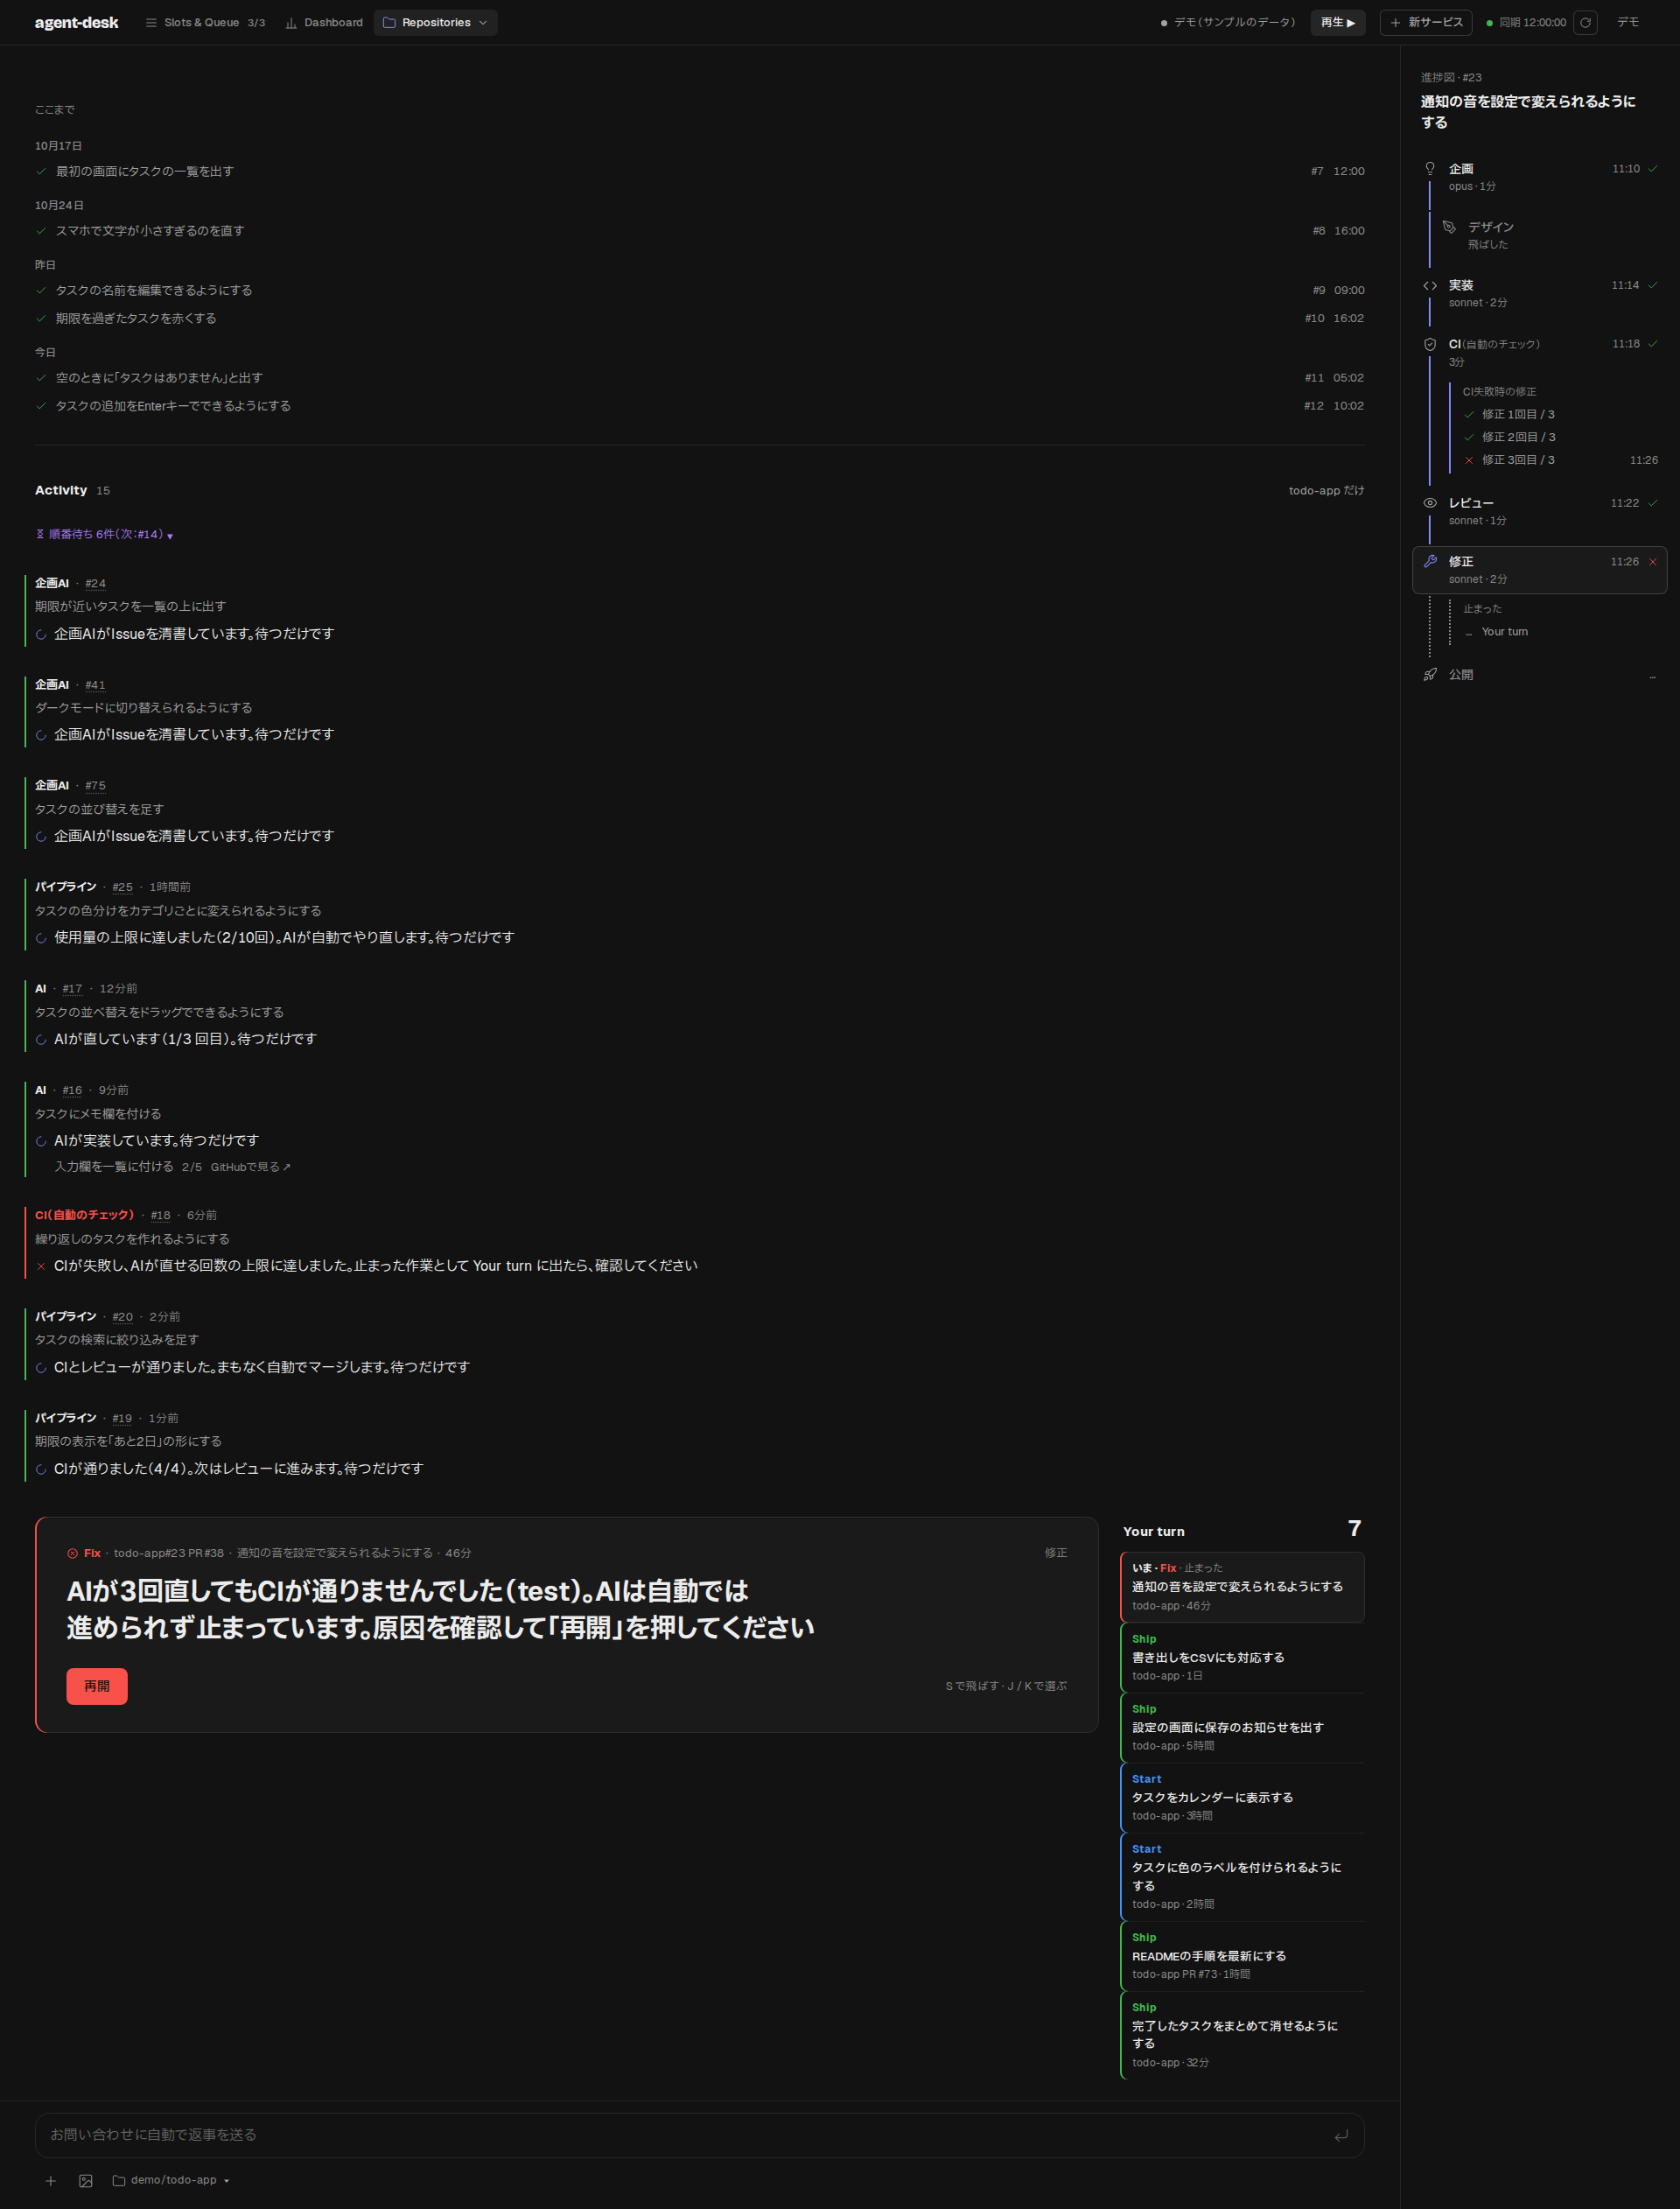 agent-desk
Slots & Queue 3/3
Dashboard
Repositories
デモ(サンプルのデータ)
再生 ▶
新サービス
同期 12:00:00
デモ
ここまで
10月17日
最初の画面にタスクの一覧を出す #7 12:00
10月24日
スマホで文字が小さすぎるのを直す #8 16:00
昨日
タスクの名前を編集できるようにする #9 09:00
期限を過ぎたタスクを赤くする #10 16:02
今日
空のときに「タスクはありません」と出す #11 05:02
タスクの追加をEnterキーでできるようにする #12 10:02
Activity 15
todo-app だけ
順番待ち 6件(次:#14) ▼
企画AI · #24
期限が近いタスクを一覧の上に出す
企画AIがIssueを清書しています。待つだけです
企画AI · #41
ダークモードに切り替えられるようにする
企画AIがIssueを清書しています。待つだけです
企画AI · #75
タスクの並び替えを足す
企画AIがIssueを清書しています。待つだけです
パイプライン · #25 · 1時間前
タスクの色分けをカテゴリごとに変えられるようにする
使用量の上限に達しました(2/10回)。AIが自動でやり直します。待つだけです
AI · #17 · 12分前
タスクの並べ替えをドラッグでできるようにする
AIが直しています(1/3 回目)。待つだけです
AI · #16 · 9分前
タスクにメモ欄を付ける
AIが実装しています。待つだけです
入力欄を一覧に付ける 2/5 GitHubで見る ↗
CI(自動のチェック) · #18 · 6分前
繰り返しのタスクを作れるようにする
CIが失敗し、AIが直せる回数の上限に達しました。止まった作業として Your turn に出たら、確認してください
パイプライン · #20 · 2分前
タスクの検索に絞り込みを足す
CIとレビューが通りました。まもなく自動でマージします。待つだけです
パイプライン · #19 · 1分前
期限の表示を「あと2日」の形にする
CIが通りました(4/4)。次はレビューに進みます。待つだけです
Fix · todo-app#23 PR#38 · 通知の音を設定で変えられるようにする · 46分
修正
AIが3回直してもCIが通りませんでした(test)。AIは自動では
進められず止まっています。原因を確認して「再開」を押してください
再開
S で飛ばす · J / K で選ぶ
Your turn 7
いま · Fix · 止まった
通知の音を設定で変えられるようにする
todo-app · 46分
Ship
書き出しをCSVにも対応する
todo-app · 1日
Ship
設定の画面に保存のお知らせを出す
todo-app · 5時間
Start
タスクをカレンダーに表示する
todo-app · 3時間
Start
タスクに色のラベルを付けられるように
する
todo-app · 2時間
Ship
READMEの手順を最新にする
todo-app PR #73 · 1時間
Ship
完了したタスクをまとめて消せるように
する
todo-app · 32分
お問い合わせに自動で返事を送る
demo/todo-app
進捗図 · #23
通知の音を設定で変えられるように
する
企画 11:10
opus · 1分
デザイン
飛ばした
実装 11:14
sonnet · 2分
CI(自動のチェック) 11:18
3分
CI失敗時の修正
修正 1回目 / 3
修正 2回目 / 3
修正 3回目 / 3 11:26
レビュー 11:22
sonnet · 1分
修正 11:26
sonnet · 2分
止まった
… Your turn
公開 …